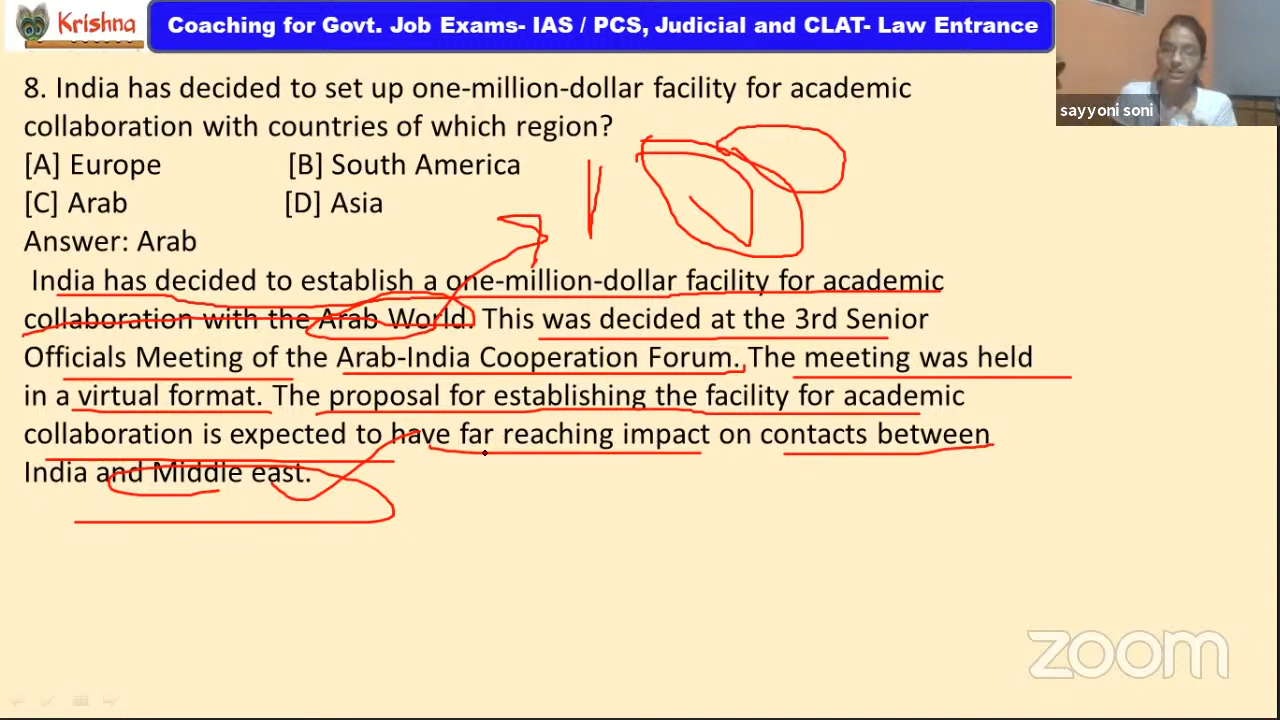 Krishna
Coaching for Govt. Job Exams- IAS / PCS, Judicial and CLAT- Law Entrance
sayyoni soni
8. India has decided to set up one-million-dollar facility for academic
collaboration with countries of which region?
[A] Europe [B] South America
[C] Arab [D] Asia
Answer: Arab
India has decided to establish a one-million-dollar facility for academic
collaboration with the Arab World. This was decided at the 3rd Senior
Officials Meeting of the Arab-India Cooperation Forum. The meeting was held
in a virtual format. The proposal for establishing the facility for academic
collaboration is expected to have far reaching impact on contacts between
India and Middle east.
zoom